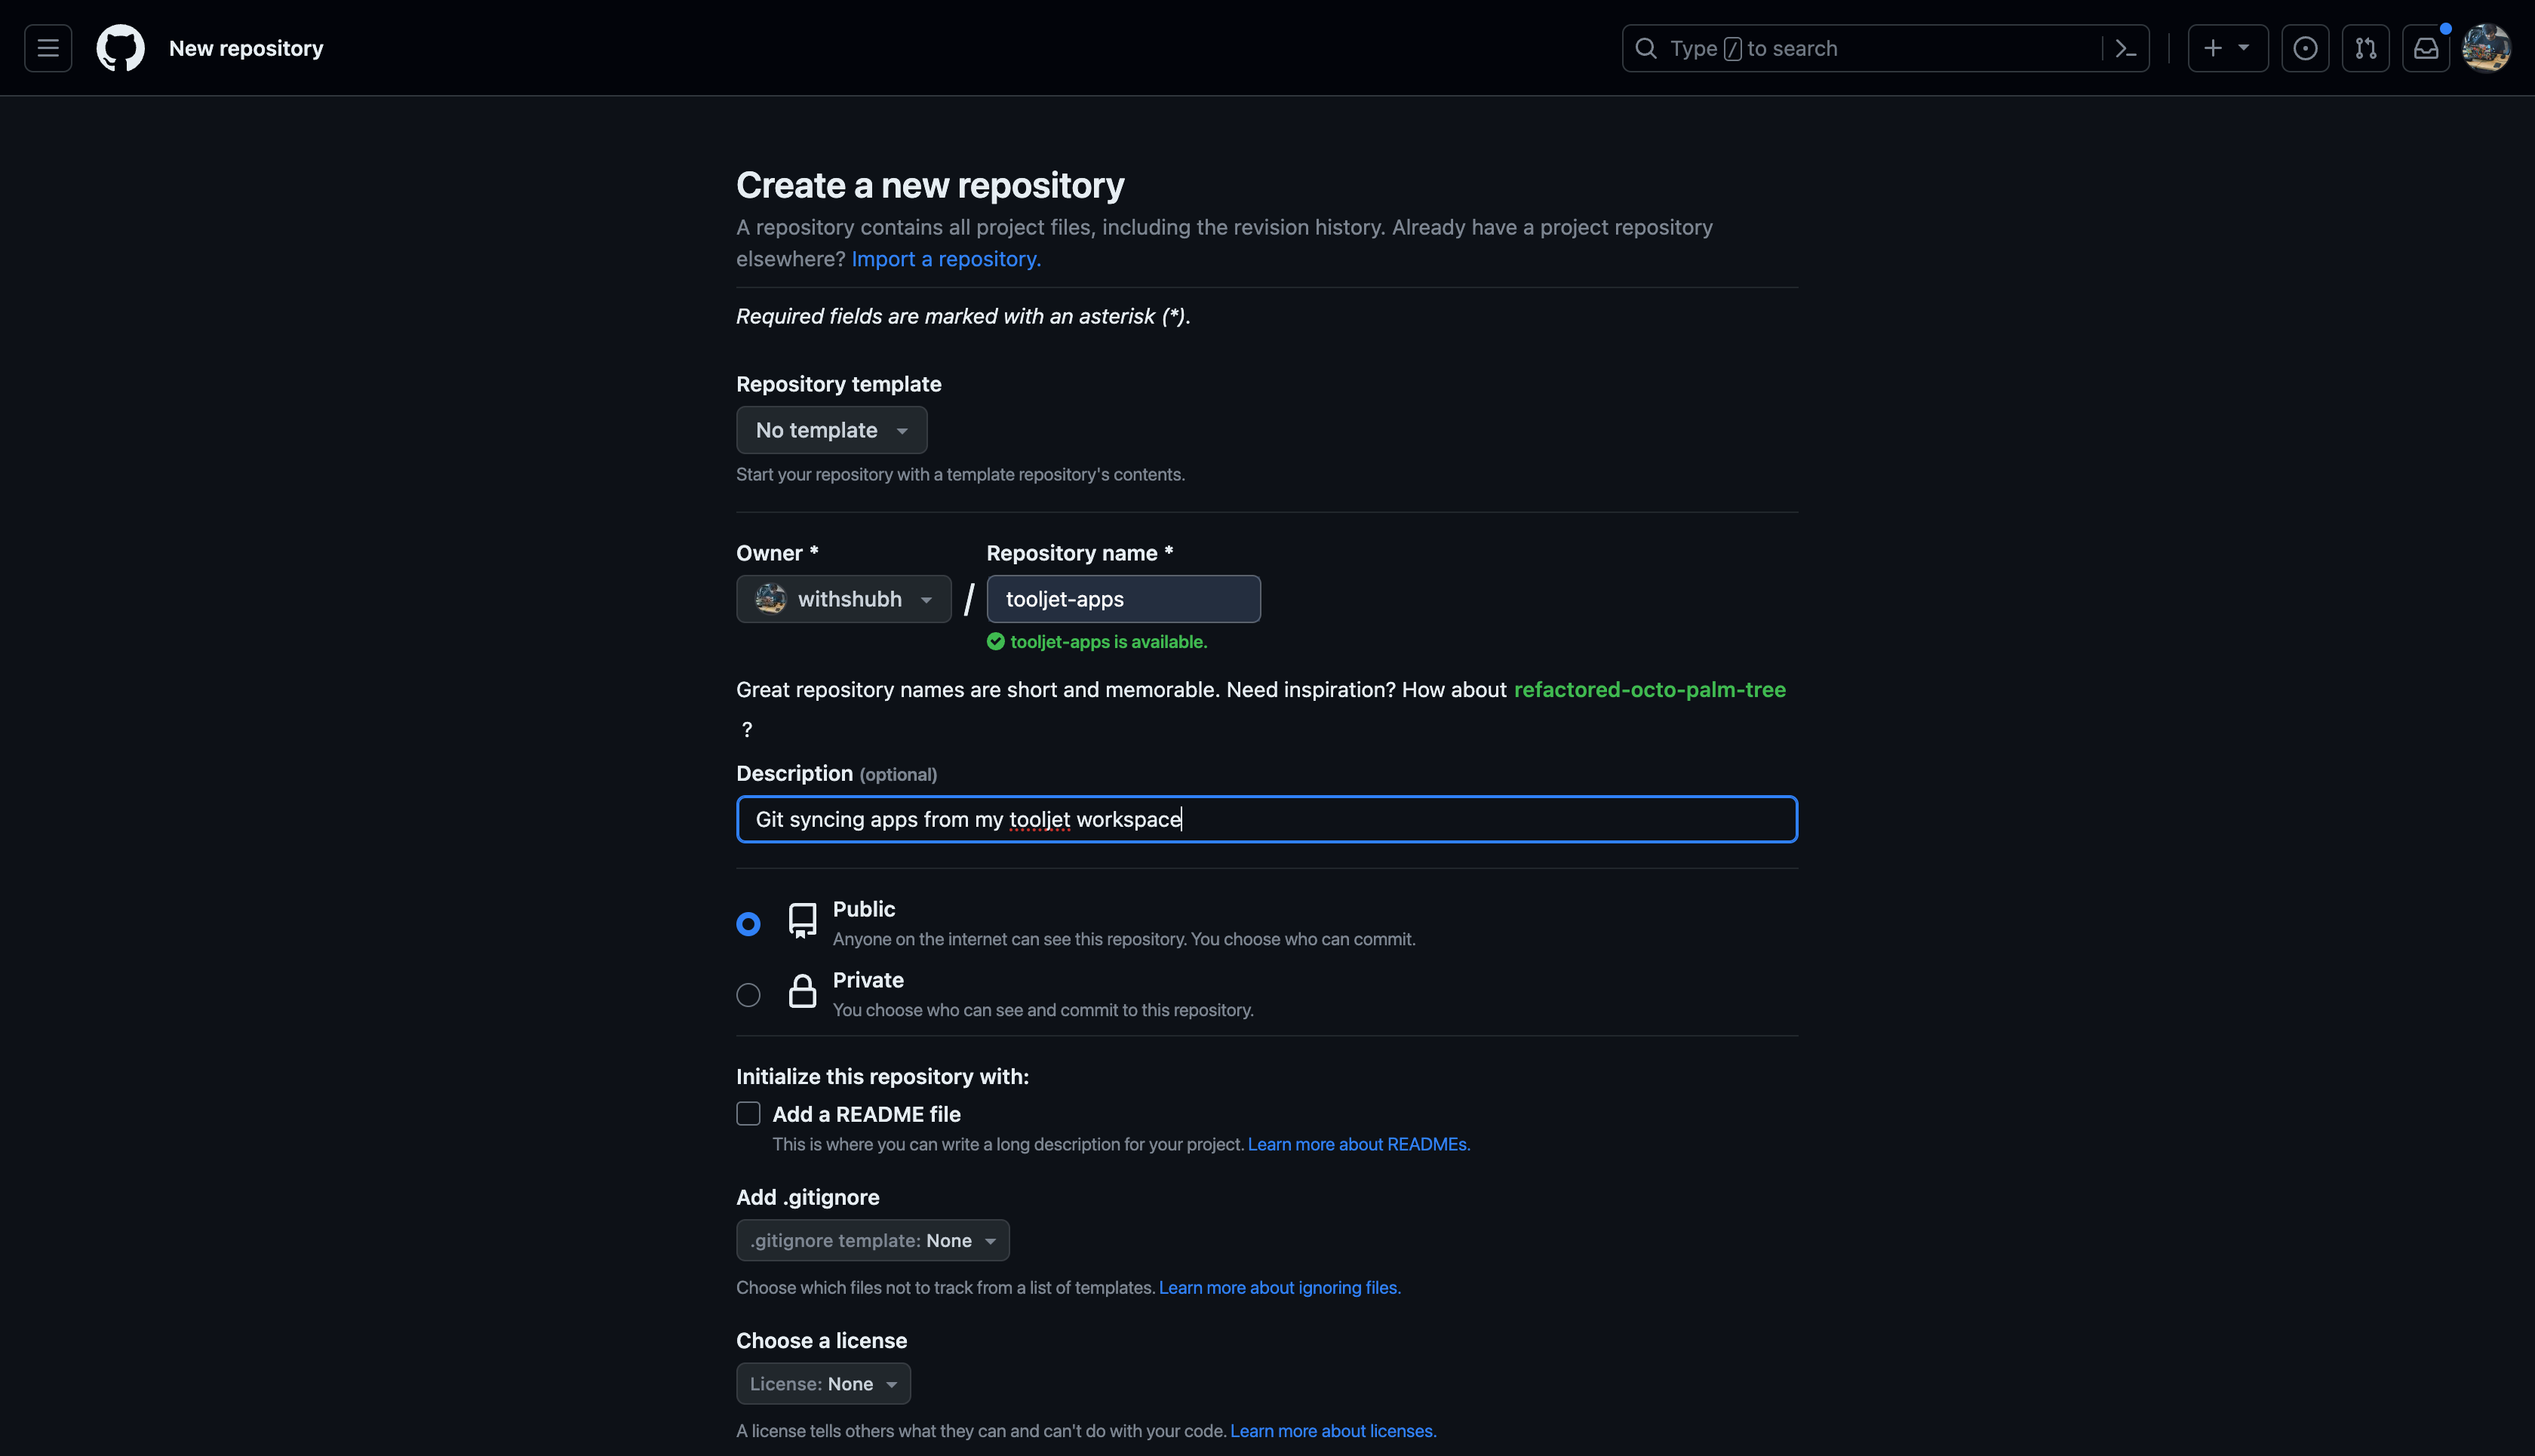 New repository
Type / to search
Create a new repository
A repository contains all project files, including the revision history. Already have a project repository
elsewhere? Import a repository.
Required fields are marked with an asterisk (*).
Repository template
No template
Start your repository with a template repository's contents.
Owner *
Repository name *
withshubh
/
tooljet-apps
tooljet-apps is available.
Great repository names are short and memorable. Need inspiration? How about refactored-octo-palm-tree
?
Description (optional)
Git syncing apps from my tooljet workspace
Public
Anyone on the internet can see this repository. You choose who can commit.
Private
You choose who can see and commit to this repository.
Initialize this repository with:
Add a README file
This is where you can write a long description for your project. Learn more about READMEs.
Add .gitignore
.gitignore template: None
Choose which files not to track from a list of templates. Learn more about ignoring files.
Choose a license
License: None
A license tells others what they can and can't do with your code. Learn more about licenses.